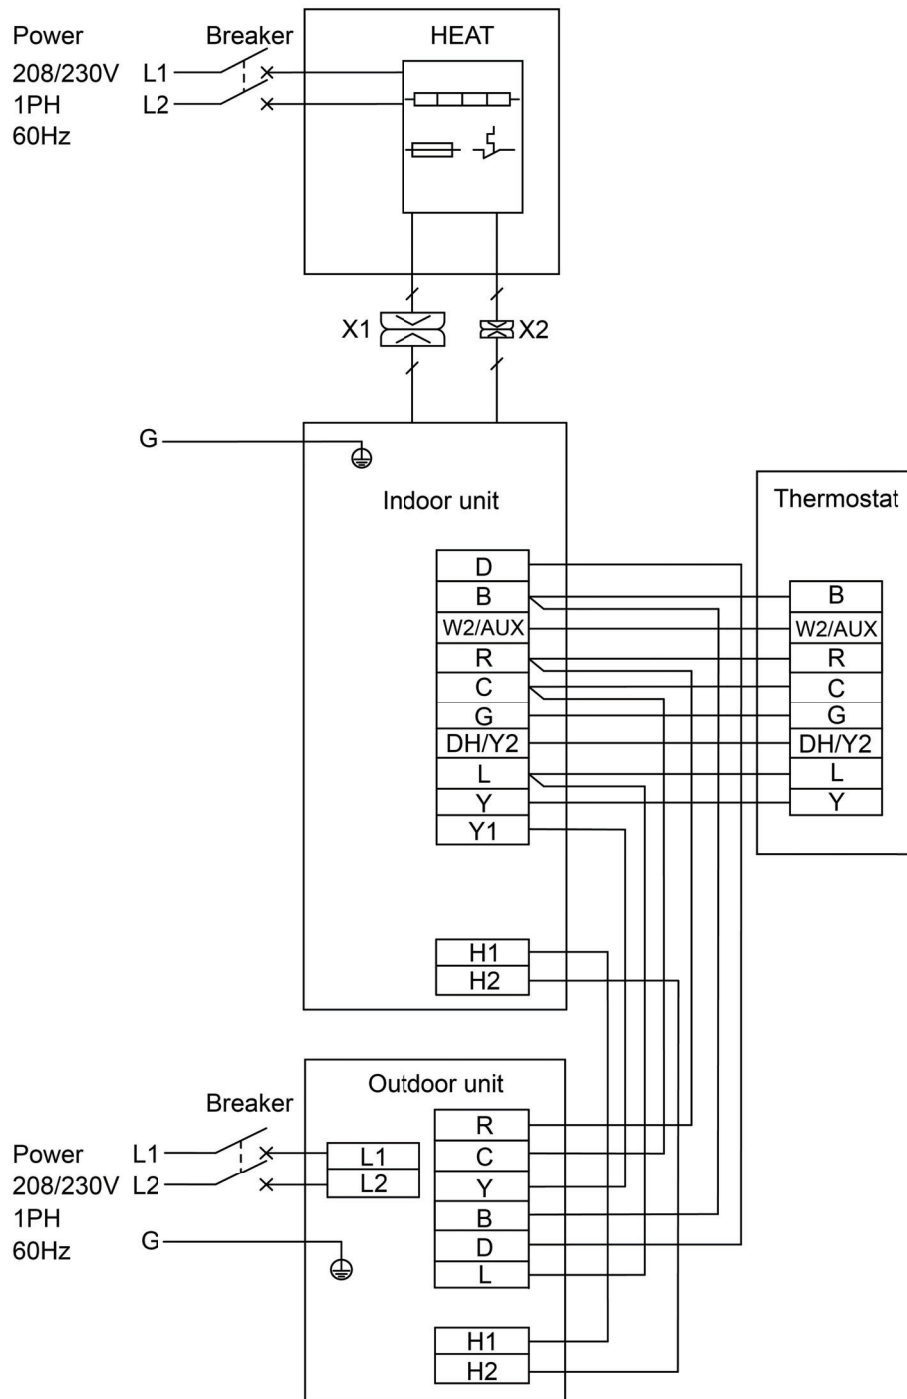 Power Breaker HEAT
208/230V L1
1PH L2
60Hz
X1 X2
G
Indoor unit
Thermostat
D
B
W2/AUX
R
C
G
DH/Y2
L
Y
Y1
B
W2/AUX
R
C
G
DH/Y2
L
Y
H1
H2
Outdoor unit
Breaker
Power L1
208/230V L2
1PH
60Hz
G
L1
L2
R
C
Y
B
D
L
H1
H2